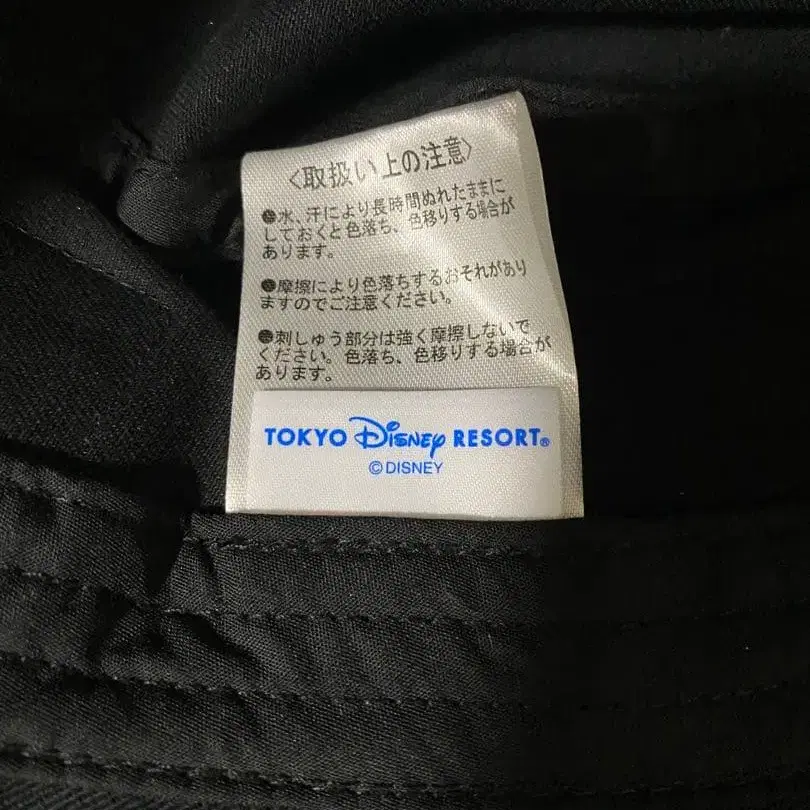 〈取扱い上の注意〉
●水、汗により長時間ぬれたままに
しておくと色落ち、色移りする場合が
あります。
●摩擦により色落ちするおそれがあり
ますのでご注意ください。
●刺しゅう部分は強く摩擦しないで
ください。色落ち、色移りする場合が
あります。
TOKYO Disney RESORT®
©DISNEY